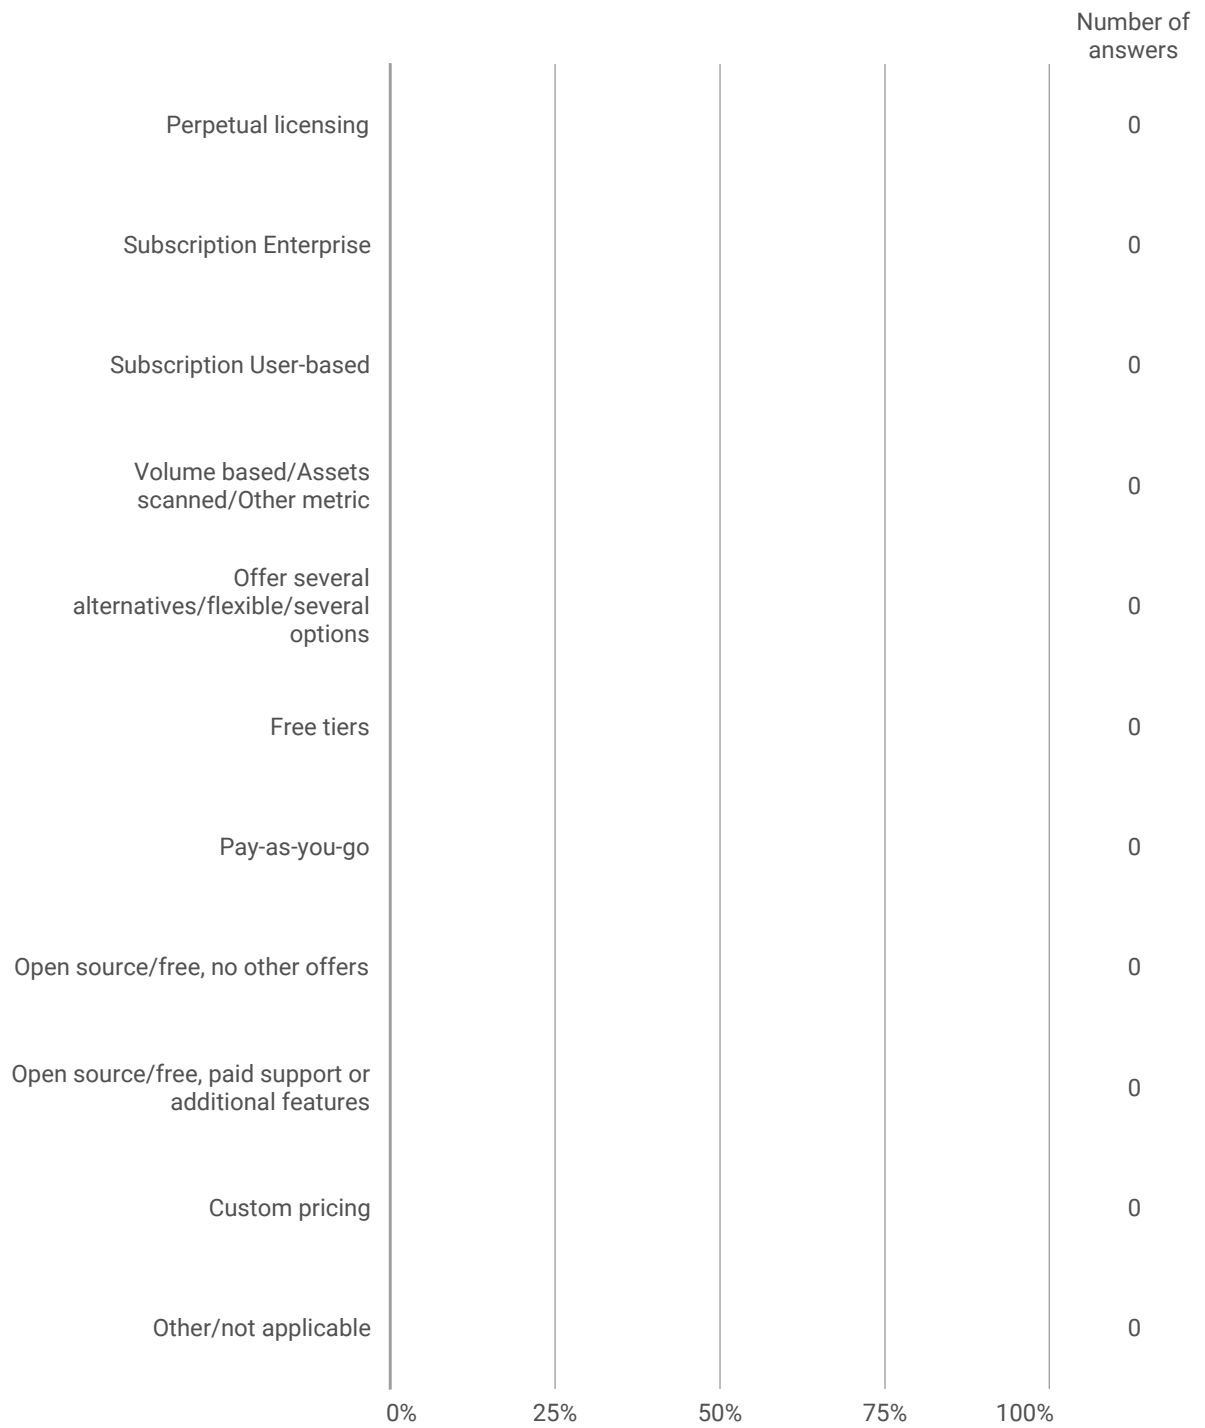 Number of
answers
Perpetual licensing 0
Subscription Enterprise 0
Subscription User-based 0
Volume based/Assets
scanned/Other metric 0
Offer several
alternatives/flexible/several 0
options
Free tiers 0
Pay-as-you-go 0
Open source/free, no other offers 0
Open source/free, paid support or
additional features 0
Custom pricing 0
Other/not applicable 0
0% 25% 50% 75% 100%